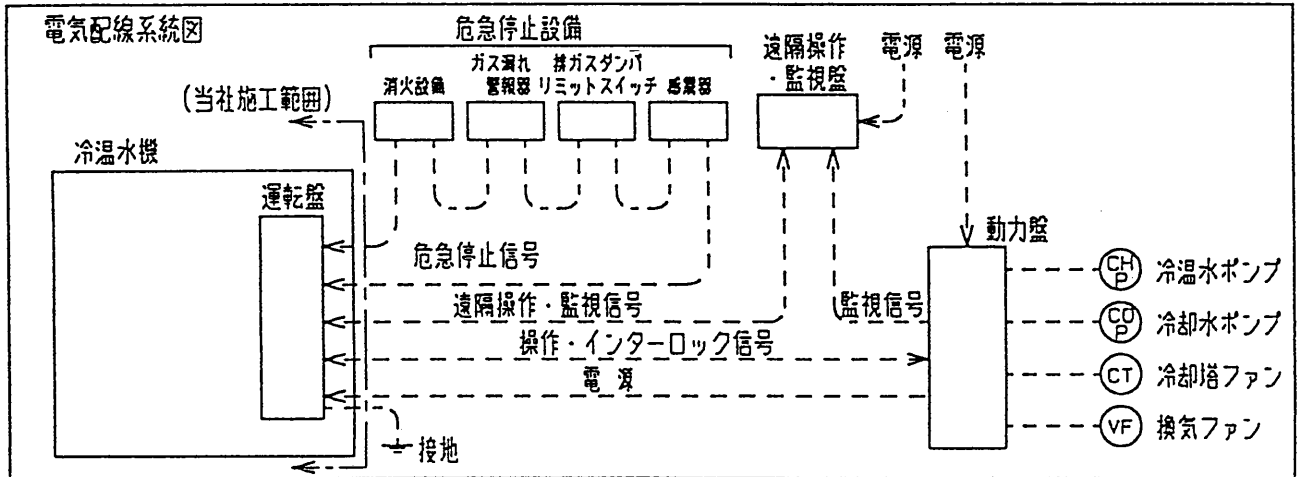 電気配線系統図
危急停止設備
消火設備
ガス漏れ
警報器
排ガスダンパ
リミットスイッチ
感震器
遠隔操作
・監視盤
電源
電源
(当社施工範囲)
冷温水機
運転盤
危急停止信号
遠隔操作・監視信号
監視信号
操作・インターロック信号
電源
接地
動力盤
CHP 冷温水ポンプ
COP 冷却水ポンプ
CT 冷却塔ファン
VF 換気ファン